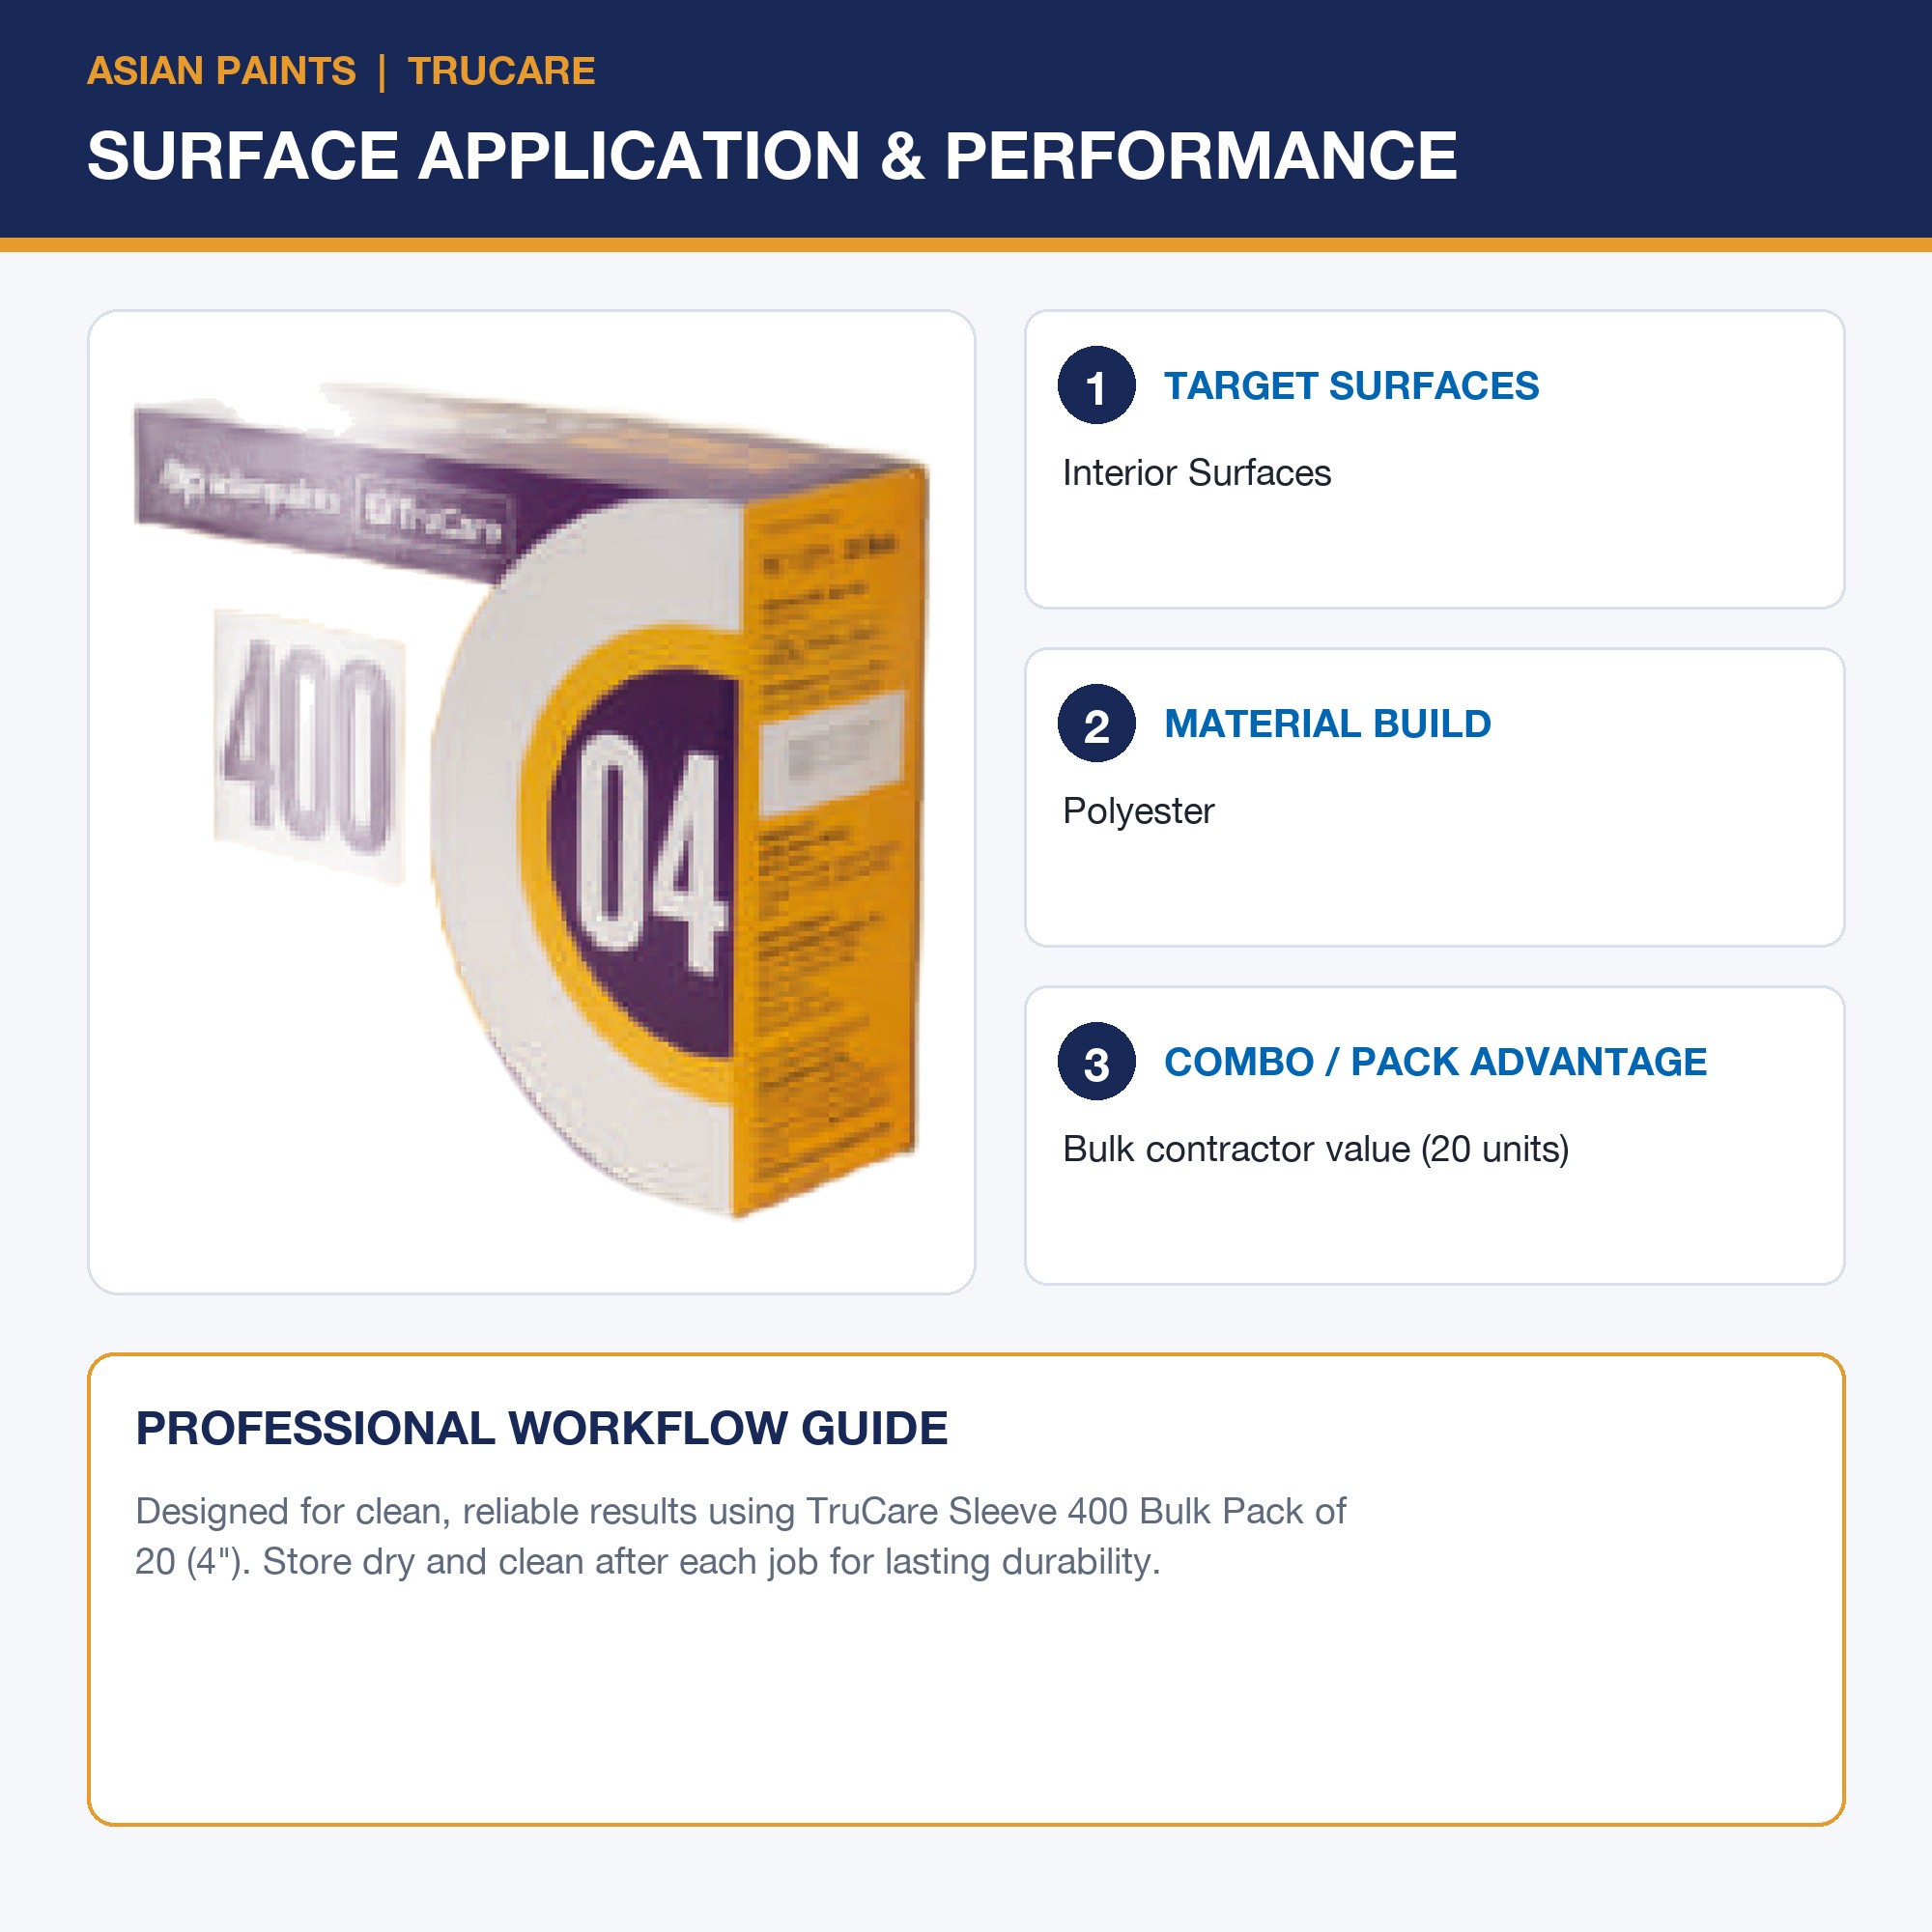 ASIAN PAINTS | TRUCARE
SURFACE APPLICATION & PERFORMANCE
TruCare
400
04
1 TARGET SURFACES
Interior Surfaces
2 MATERIAL BUILD
Polyester
3 COMBO / PACK ADVANTAGE
Bulk contractor value (20 units)
PROFESSIONAL WORKFLOW GUIDE
Designed for clean, reliable results using TruCare Sleeve 400 Bulk Pack of
20 (4"). Store dry and clean after each job for lasting durability.